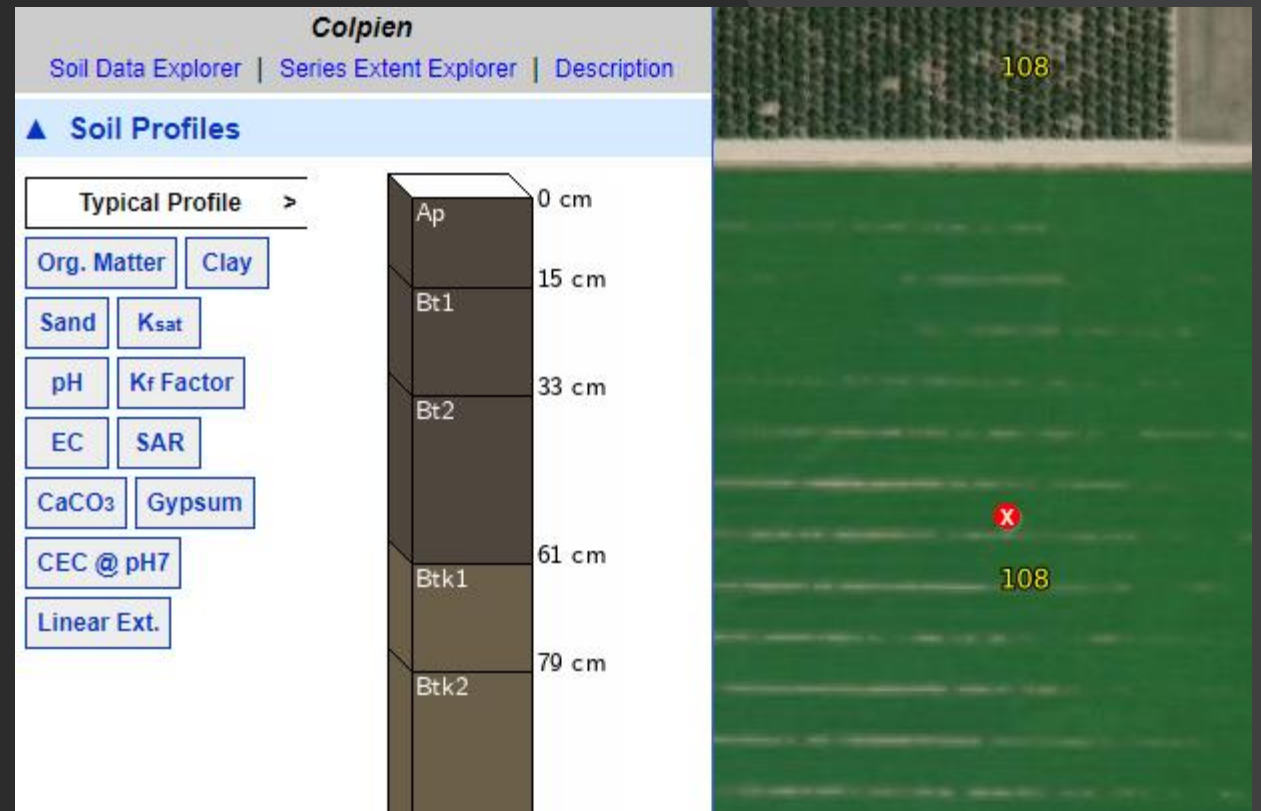 Colpien
Soil Data Explorer | Series Extent Explorer | Description
▲ Soil Profiles
Typical Profile >
Org. Matter Clay
Sand Ksat
pH Kf Factor
EC SAR
CaCO3 Gypsum
CEC @ pH7
Linear Ext.
0 cm
Ap
15 cm
Bt1
33 cm
Bt2
61 cm
Btk1
79 cm
Btk2
108
X
108